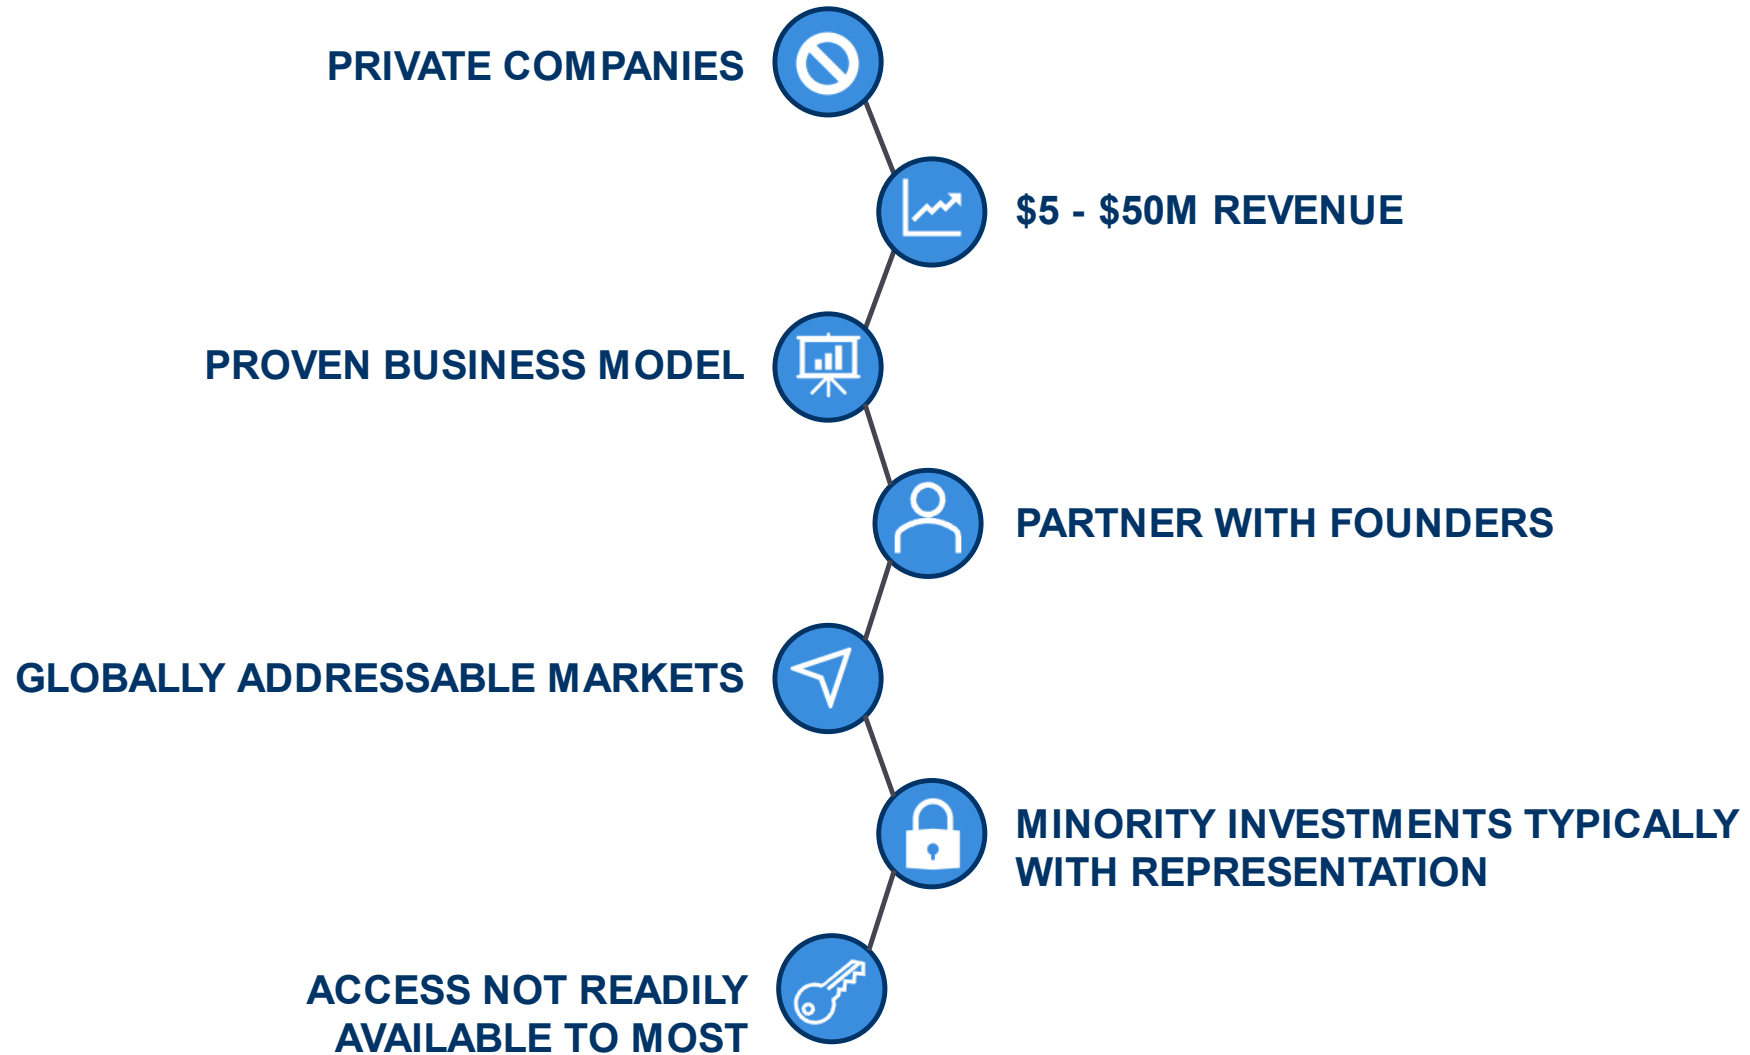 PRIVATE COMPANIES
$5 - $50M REVENUE
PROVEN BUSINESS MODEL
PARTNER WITH FOUNDERS
GLOBALLY ADDRESSABLE MARKETS
MINORITY INVESTMENTS TYPICALLY
WITH REPRESENTATION
ACCESS NOT READILY
AVAILABLE TO MOST